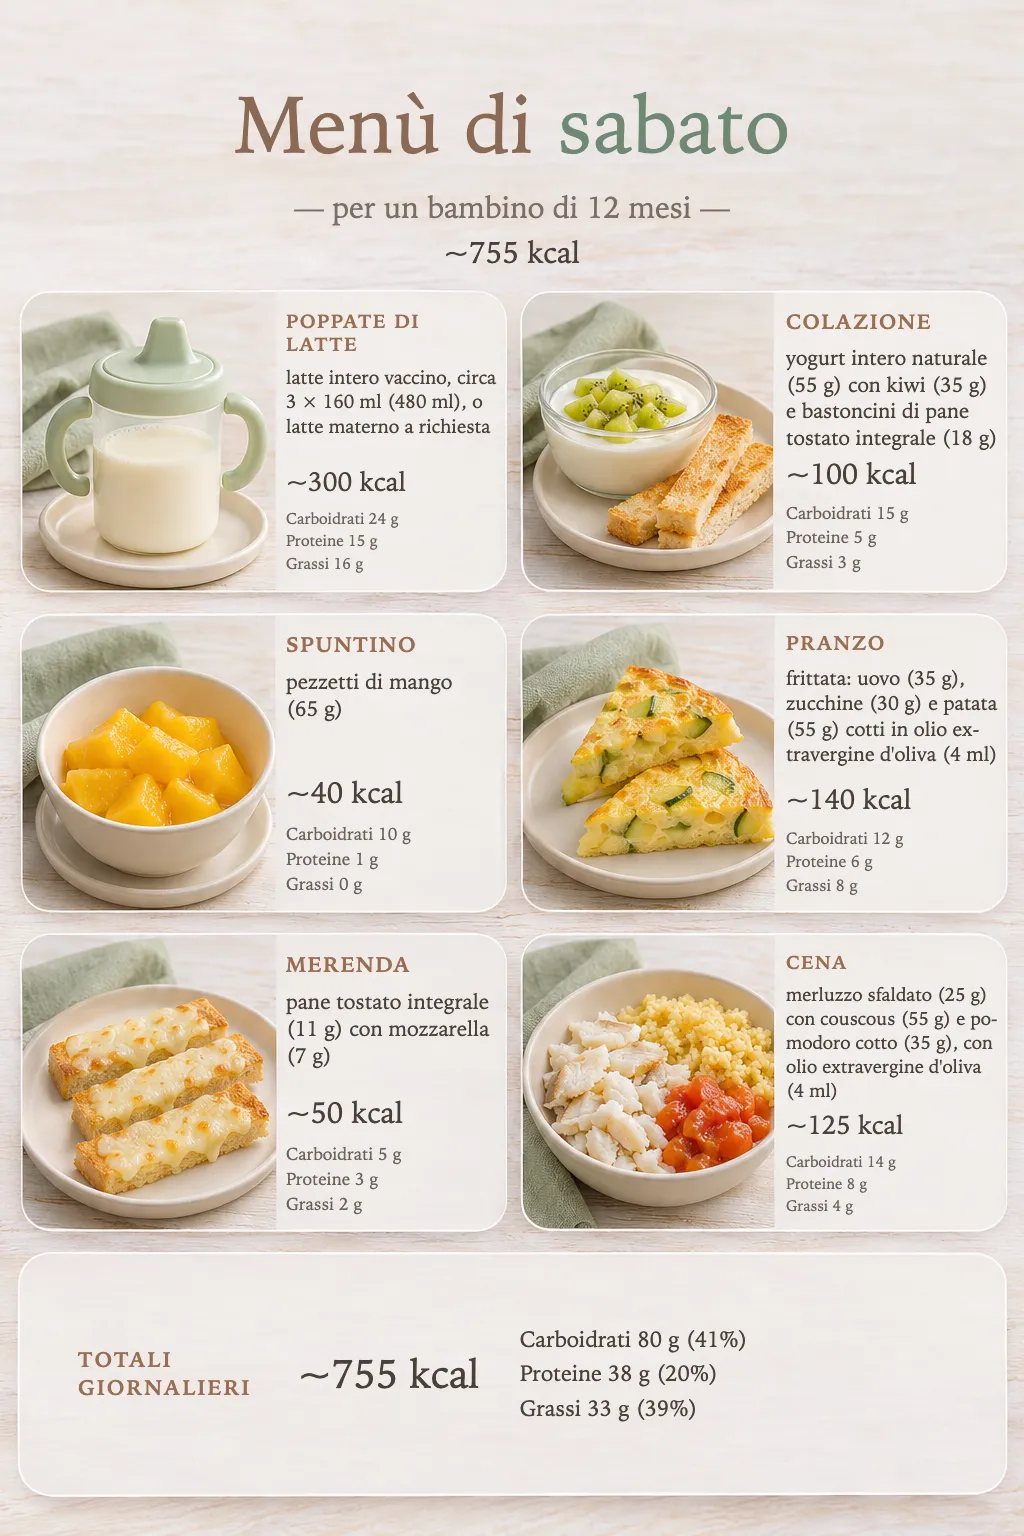 Menù di sabato
— per un bambino di 12 mesi —
~755 kcal
POPPATE DI
LATTE
latte intero vaccino, circa
3 × 160 ml (480 ml), o
latte materno a richiesta
~300 kcal
Carboidrati 24 g
Proteine 15 g
Grassi 16 g
COLAZIONE
yogurt intero naturale
(55 g) con kiwi (35 g)
e bastoncini di pane
tostato integrale (18 g)
~100 kcal
Carboidrati 15 g
Proteine 5 g
Grassi 3 g
SPUNTINO
pezzetti di mango
(65 g)
~40 kcal
Carboidrati 10 g
Proteine 1 g
Grassi 0 g
PRANZO
frittata: uovo (35 g),
zucchine (30 g) e patata
(55 g) cotti in olio ex-
travergine d'oliva (4 ml)
~140 kcal
Carboidrati 12 g
Proteine 6 g
Grassi 8 g
MERENDA
pane tostato integrale
(11 g) con mozzarella
(7 g)
~50 kcal
Carboidrati 5 g
Proteine 3 g
Grassi 2 g
CENA
merluzzo sfaldato (25 g)
con couscous (55 g) e po-
modoro cotto (35 g), con
olio extravergine d'oliva
(4 ml)
~125 kcal
Carboidrati 14 g
Proteine 8 g
Grassi 4 g
TOTALI
GIORNALIERI
~755 kcal
Carboidrati 80 g (41%)
Proteine 38 g (20%)
Grassi 33 g (39%)